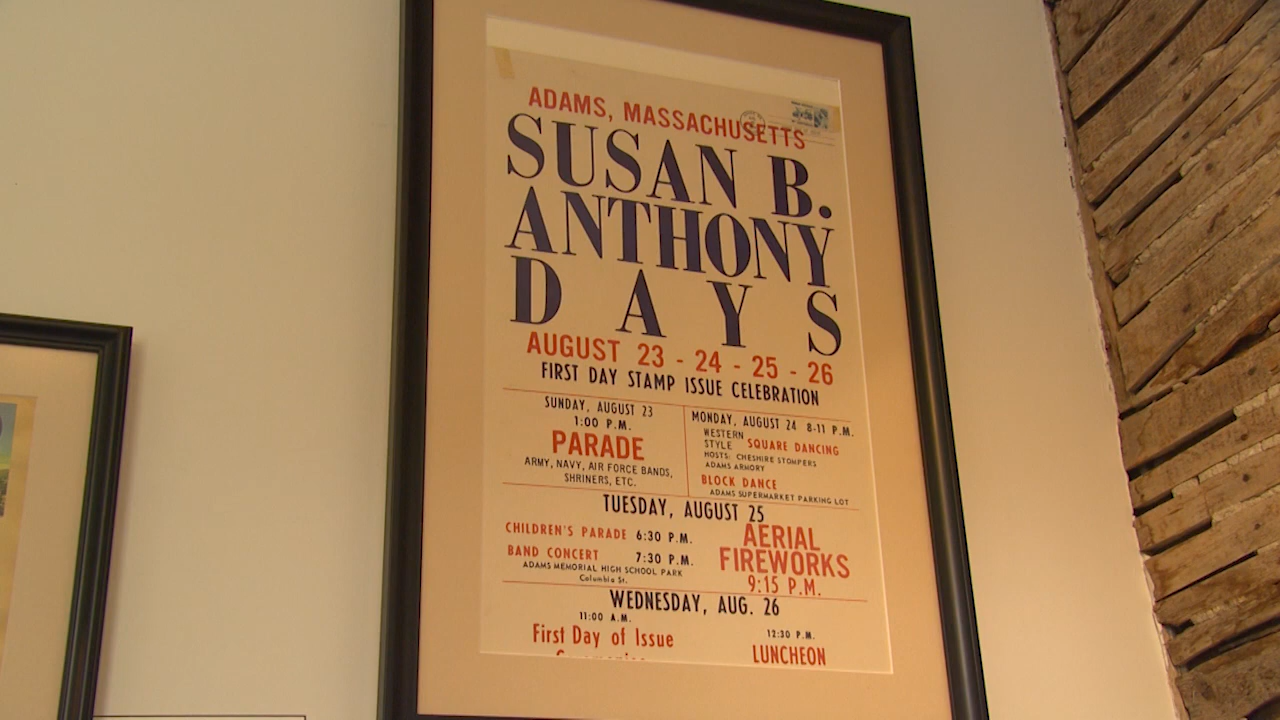 ADAMS, MASSACHUSETTS
SUSAN B.
ANTHONY
DAYS
AUGUST 23 - 24 - 25 - 26
FIRST DAY STAMP ISSUE CELEBRATION
SUNDAY, AUGUST 23
1:00 P.M.
PARADE
ARMY, NAVY, AIR FORCE BANDS,
SHRINERS, ETC.
MONDAY, AUGUST 24 8-11 P.M.
WESTERN
STYLE SQUARE DANCING
HOSTS: CHESHIRE STOMPERS
ADAMS ARMORY
BLOCK DANCE
ADAMS SUPERMARKET PARKING LOT
TUESDAY, AUGUST 25
CHILDREN'S PARADE 6:30 P.M.
BAND CONCERT 7:30 P.M.
ADAMS MEMORIAL HIGH SCHOOL PARK
Columbia St.
AERIAL
FIREWORKS
9:15 P.M.
WEDNESDAY, AUG. 26
11:00 A.M.
First Day of Issue
12:30 P.M.
LUNCHEON